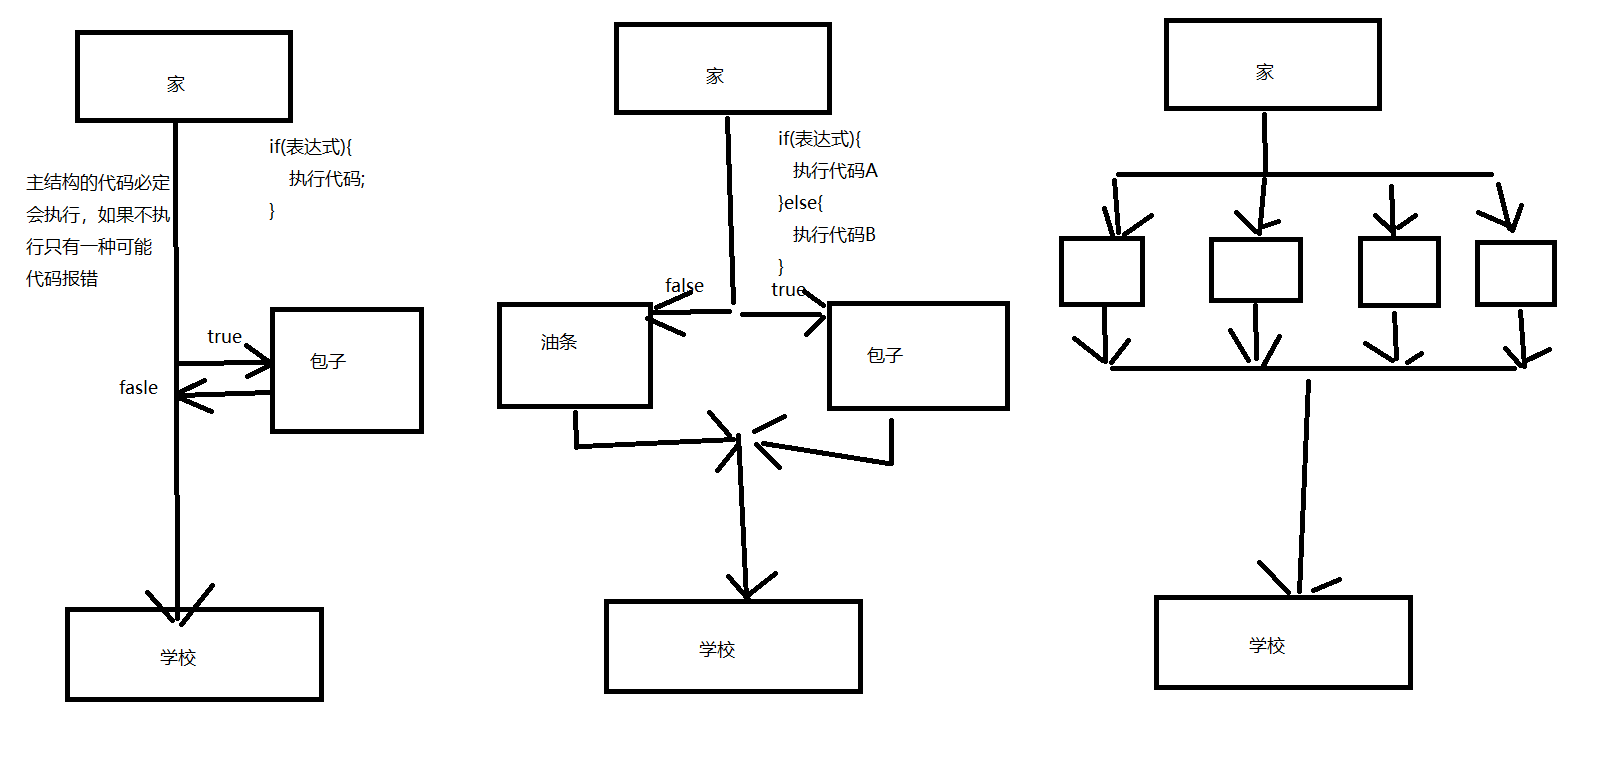 家
if(表达式){
执行代码;
}
主结构的代码必定
会执行，如果不执
行只有一种可能
代码报错
true
包子
fasle
学校
家
if(表达式){
执行代码A
}else{
执行代码B
}
false
true
油条
包子
学校
家
学校